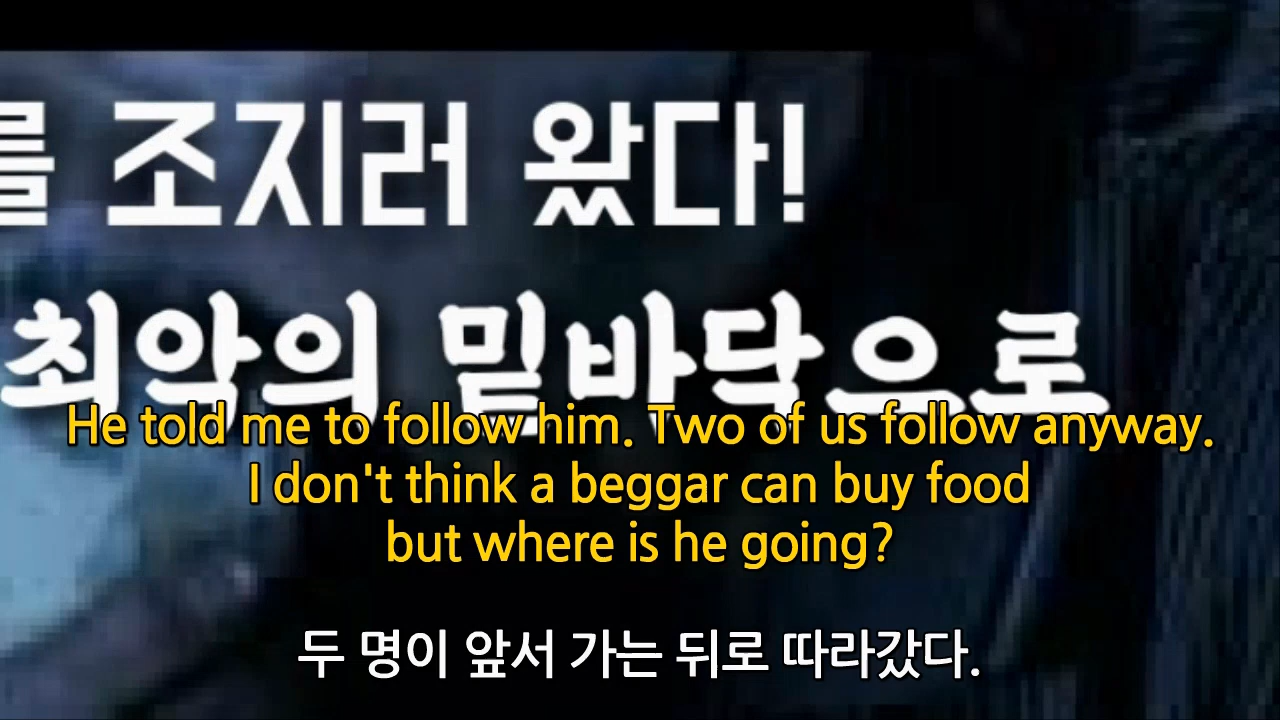 를 조지러 왔다!
최악의 밑바닥으로
He told me to follow him. Two of us follow anyway.
I don't think a beggar can buy food
but where is he going?
두 명이 앞서 가는 뒤로 따라갔다.